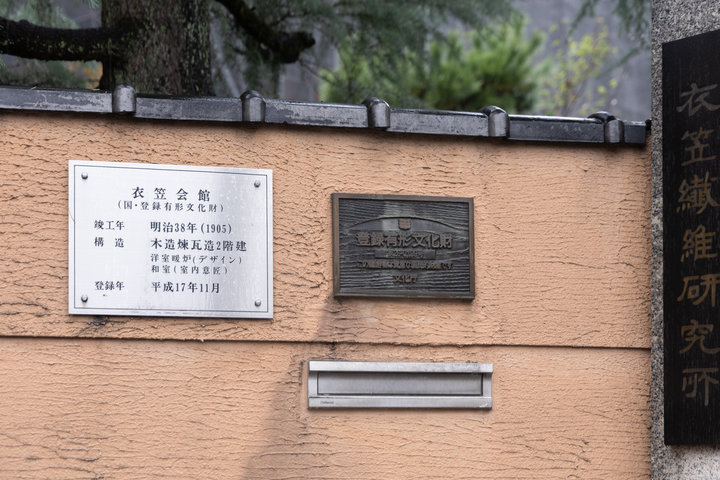 衣笠会館
(国・登録有形文化財)
竣工年 明治38年(1905)
構造 木造煉瓦造2階建
洋室暖炉(デザイン)
和室(室内意匠)
登録年 平成17年11月
登録有形文化財
文化庁
衣笠繊維研究所